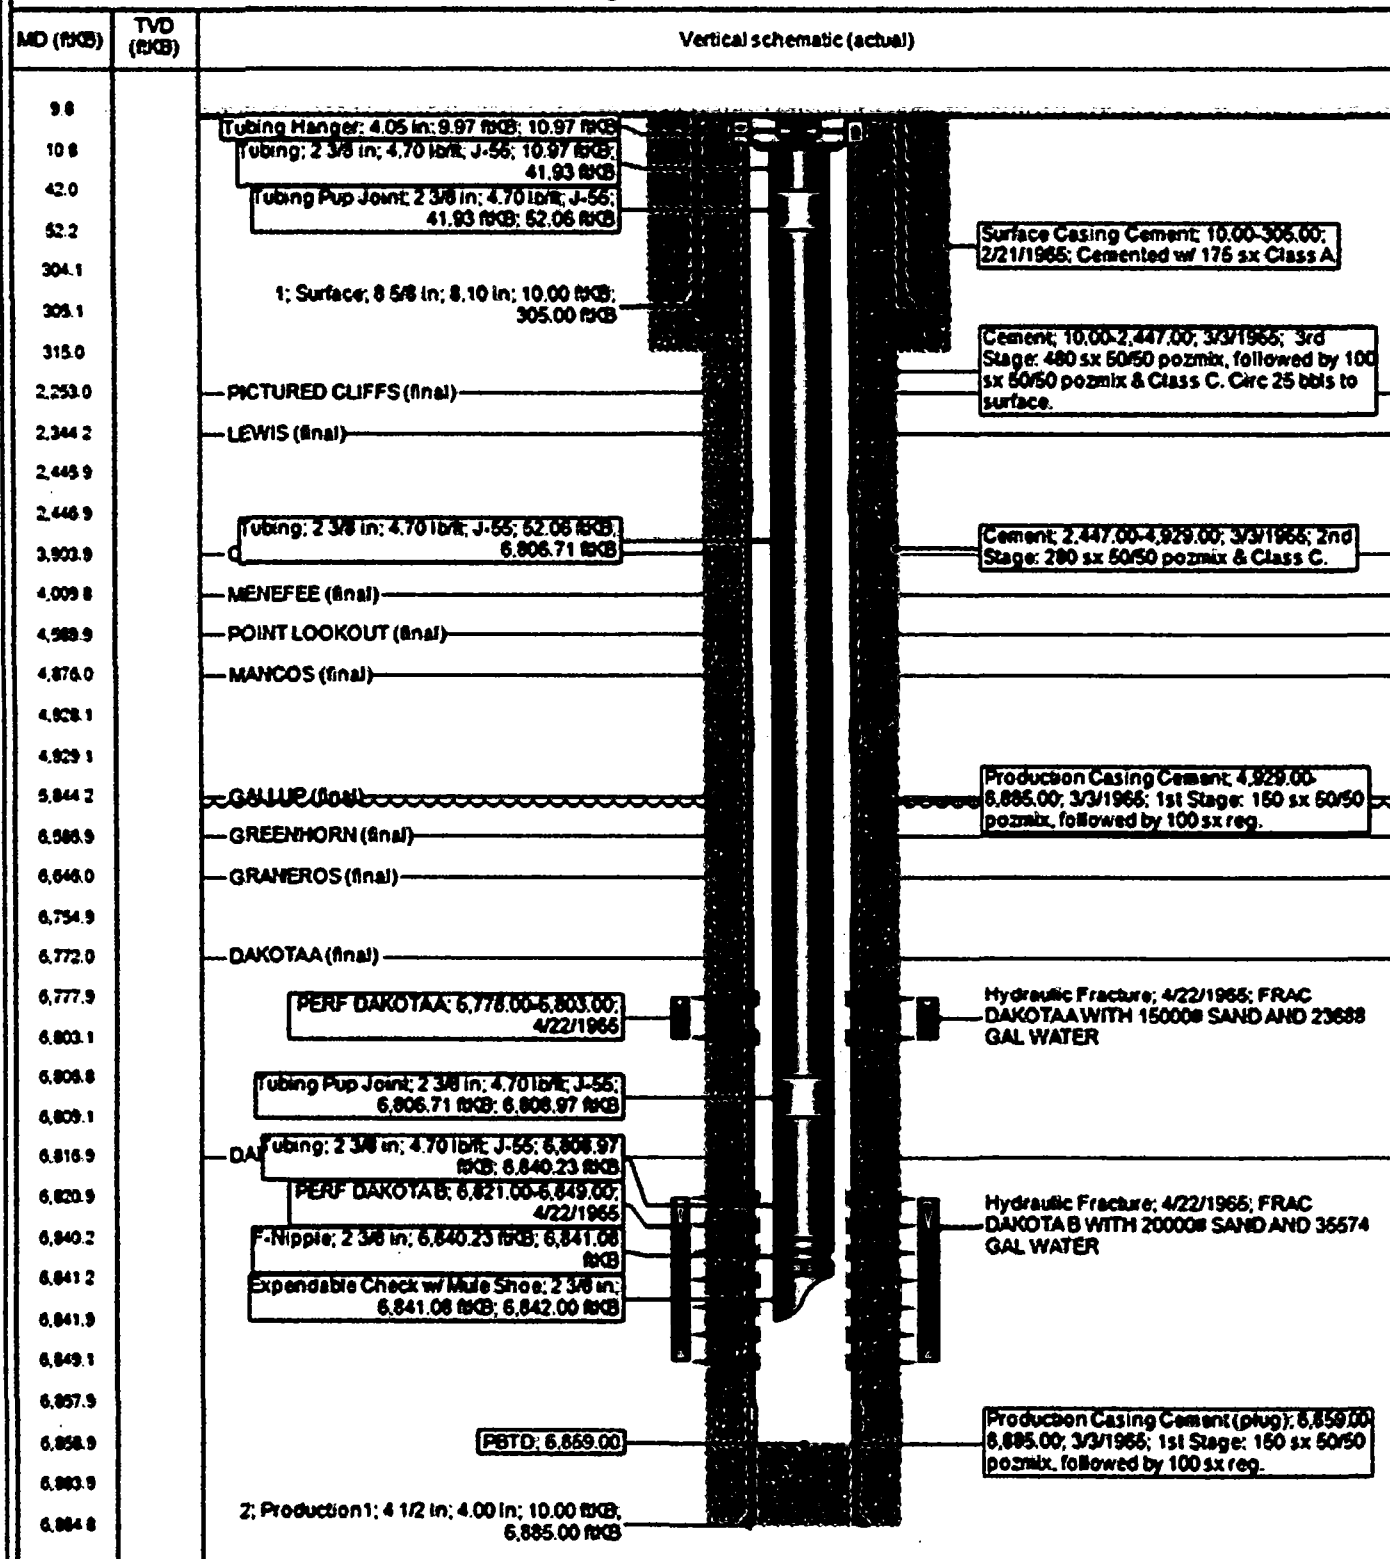 MD (ftKB)
TVD
(ftKB)
Vertical schematic (actual)
9.8
10.8
42.0
52.2
304.1
305.1
315.0
2,253.0
2,344.2
2,445.9
2,446.9
3,903.9
4,009.8
4,589.9
4,876.0
4,928.1
4,929.1
5,844.2
6,586.9
6,646.0
6,754.9
6,772.0
6,777.9
6,803.1
6,806.8
6,809.1
6,816.9
6,820.9
6,840.2
6,841.2
6,841.9
6,849.1
6,857.9
6,858.9
6,883.9
6,884.8
Tubing Hanger; 4.05 in; 9.97 ftKB; 10.97 ftKB
Tubing; 2 3/8 in; 4.70 lb/ft; J-55; 10.97 ftKB;
41.93 ftKB
Tubing Pup Joint; 2 3/8 in; 4.70 lb/ft; J-55;
41.93 ftKB; 52.06 ftKB
1; Surface; 8 5/8 in; 8.10 in; 10.00 ftKB;
305.00 ftKB
PICTURED CLIFFS (final)
LEWIS (final)
Tubing; 2 3/8 in; 4.70 lb/ft; J-55; 52.06 ftKB;
6,806.71 ftKB
C
MENEFEE (final)
POINT LOOKOUT (final)
MANCOS (final)
GALLUP (final)
GREENHORN (final)
GRANEROS (final)
DAKOTAA (final)
PERF DAKOTAA; 6,778.00-6,803.00;
4/22/1965
Tubing Pup Joint; 2 3/8 in; 4.70 lb/ft; J-55;
6,806.71 ftKB; 6,808.97 ftKB
DA
Tubing; 2 3/8 in; 4.70 lb/ft; J-55; 6,808.97
ftKB; 6,840.23 ftKB
PERF DAKOTA B; 6,821.00-6,849.00;
4/22/1965
F-Nipple; 2 3/8 in; 6,840.23 ftKB; 6,841.08
ftKB
Expendable Check w/ Mule Shoe; 2 3/8 in;
6,841.08 ftKB; 6,842.00 ftKB
PBTD; 6,859.00
2; Production1; 4 1/2 in; 4.00 in; 10.00 ftKB;
6,885.00 ftKB
Surface Casing Cement; 10.00-305.00;
2/21/1965; Cemented w/ 175 sx Class A.
Cement; 10.00-2,447.00; 3/3/1965; 3rd
Stage: 480 sx 50/50 pozmix, followed by 100
sx 50/50 pozmix & Class C. Circ 25 bbls to
surface.
Cement; 2,447.00-4,929.00; 3/3/1965; 2nd
Stage: 280 sx 50/50 pozmix & Class C.
Production Casing Cement; 4,929.00-
6,885.00; 3/3/1965; 1st Stage: 150 sx 50/50
pozmix, followed by 100 sx reg.
Hydraulic Fracture; 4/22/1965; FRAC
DAKOTAA WITH 15000# SAND AND 23688
GAL WATER
Hydraulic Fracture; 4/22/1965; FRAC
DAKOTA B WITH 20000# SAND AND 35574
GAL WATER
Production Casing Cement (plug); 6,859.00-
6,885.00; 3/3/1965; 1st Stage: 150 sx 50/50
pozmix, followed by 100 sx reg.